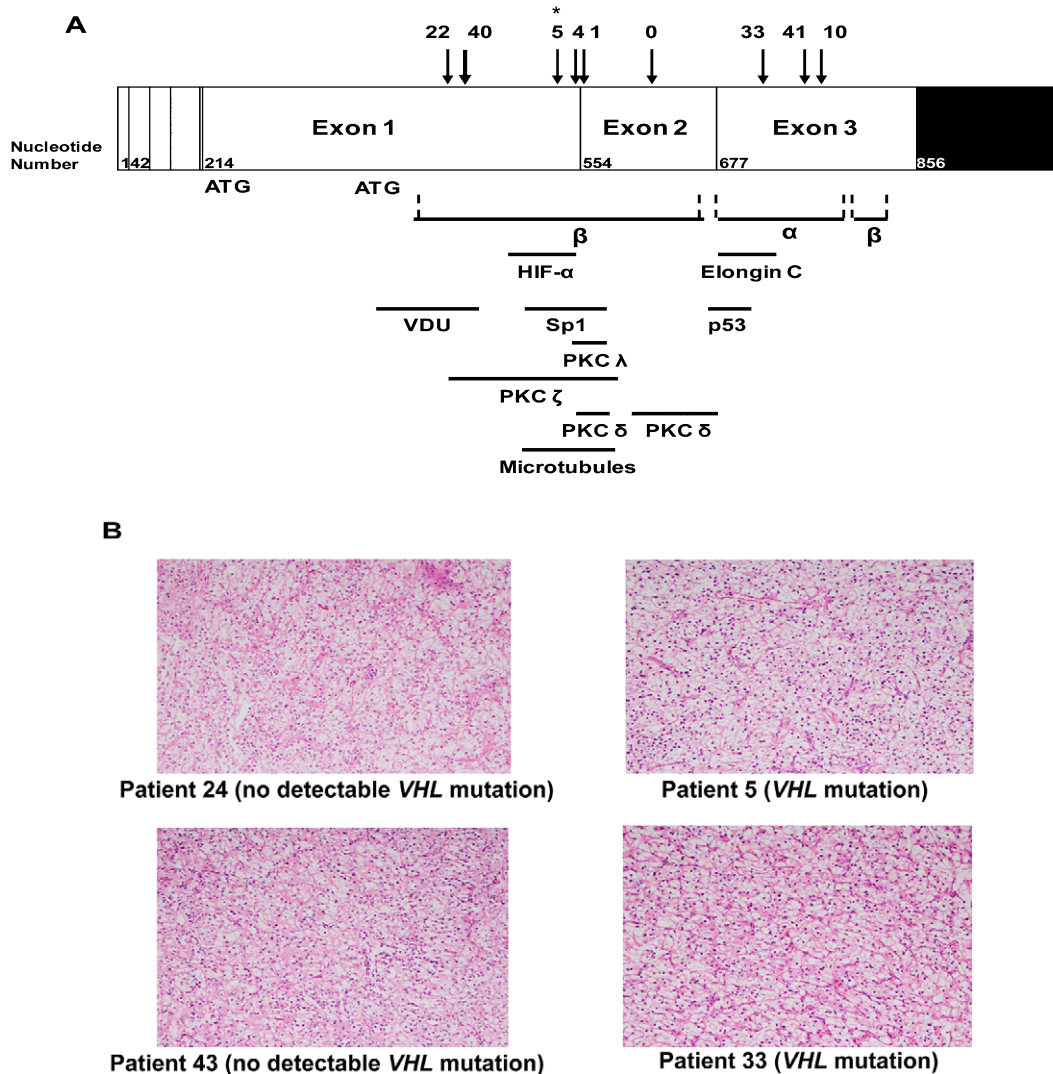 A
*
22 40 5 4 1 0 33 41 10
Exon 1 Exon 2 Exon 3
Nucleotide
Number
142 214 554 677 856
ATG ATG
β α β
HIF-α Elongin C
VDU Sp1 p53
PKC λ
PKC ζ
PKC δ PKC δ
Microtubules
B
Patient 24 (no detectable VHL mutation) Patient 5 (VHL mutation)
Patient 43 (no detectable VHL mutation) Patient 33 (VHL mutation)